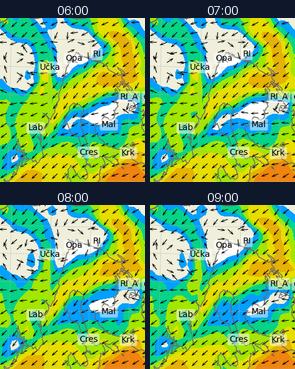 06:00 07:00
Opa RI Opa RI
Učka Učka
RI_A RI_A
Lab Mal Lab Mal
Cres Krk Cres Krk
08:00 09:00
Opa RI Opa RI
Učka Učka
RI_A RI_A
Lab Mal Lab Mal
Cres Krk Cres Krk